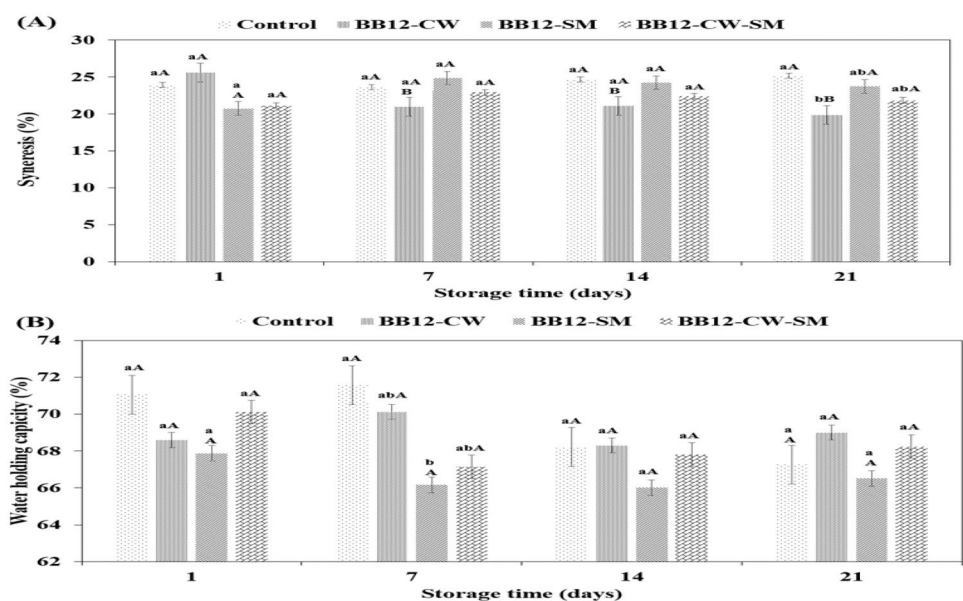 (A)
Control BB12-CW BB12-SM BB12-CW-SM
Syneresis (%)
30
25
20
15
10
5
0
aA aA a aA aA aA aA aA aA aA aA aA aA bB abA abA
A B B
1 7 14 21
Storage time (days)
(B)
Control BB12-CW BB12-SM BB12-CW-SM
Water holding capicity (%)
74
72
70
68
66
64
62
aA aA a aA aA abA b abA aA aA aA aA a aA a aA
A A A A
1 7 14 21
Storage time (days)